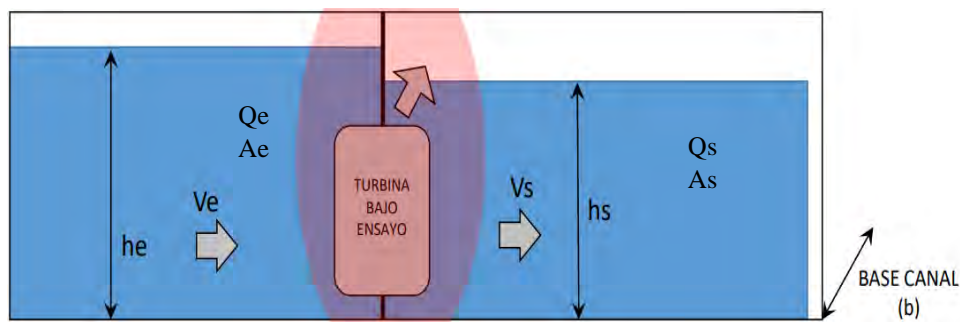 Qe
Ae
Ve
he
TURBINA
BAJO
ENSAYO
Vs
hs
Qs
As
BASE CANAL
(b)